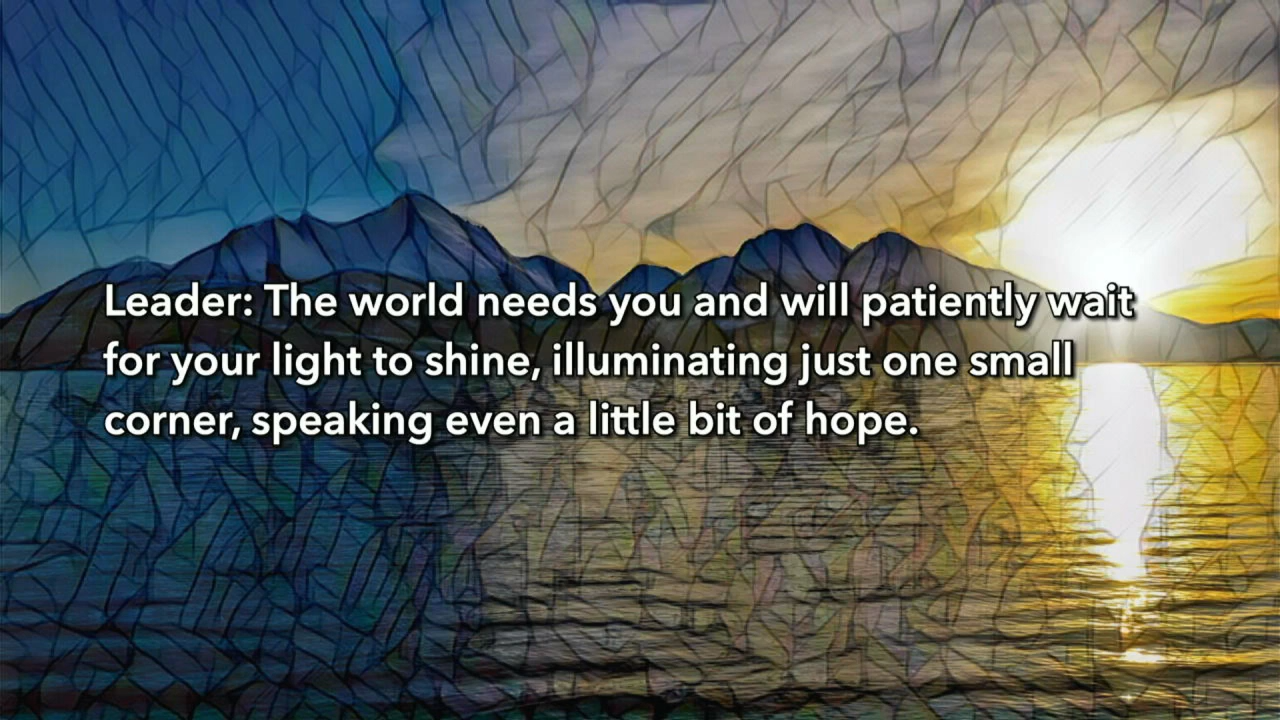 Leader: The world needs you and will patiently wait
for your light to shine, illuminating just one small
corner, speaking even a little bit of hope.